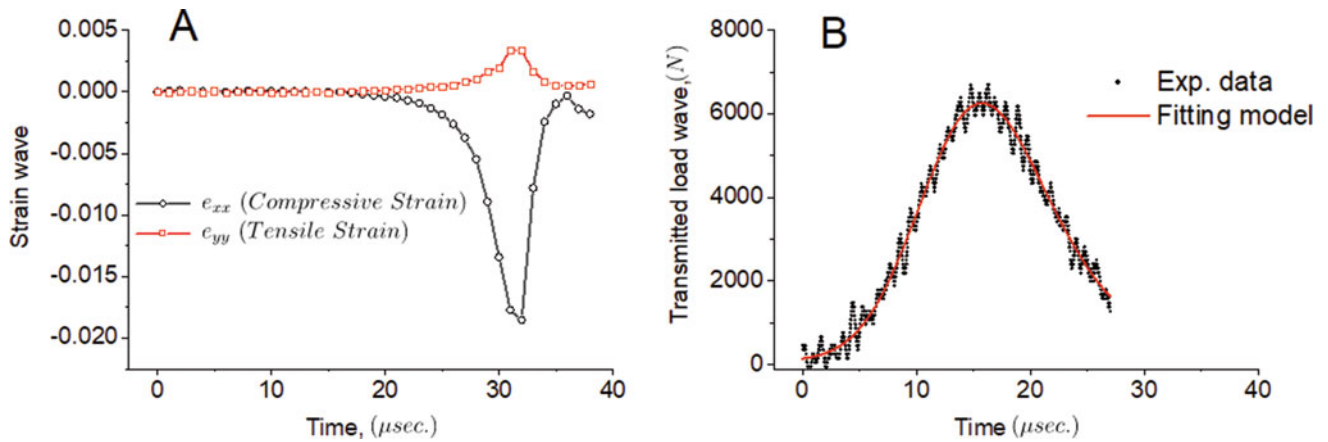 A
0.005
0.000
-0.005
-0.010
-0.015
-0.020
Strain wave
e_xx (Compressive Strain)
e_yy (Tensile Strain)
0 10 20 30 40
Time, (μsec.)
B
8000
6000
4000
2000
0
Transmitted load wave,(N)
Exp. data
Fitting model
0 10 20 30 40
Time (μsec.)